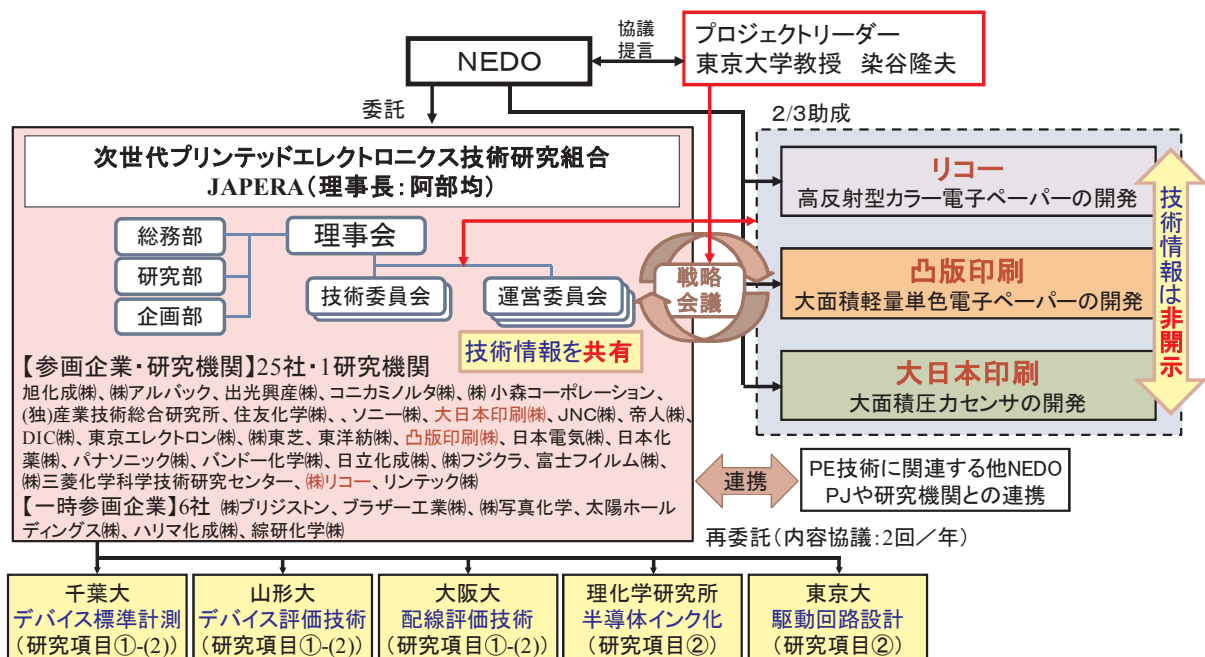 NEDO
協議
提言
プロジェクトリーダー
東京大学教授 染谷隆夫
委託
2/3助成
次世代プリンテッドエレクトロニクス技術研究組合
JAPERA(理事長:阿部均)
総務部
研究部
企画部
理事会
技術委員会
運営委員会
戦略
会議
技術情報を共有
リコー
高反射型カラー電子ペーパーの開発
凸版印刷
大面積軽量単色電子ペーパーの開発
大日本印刷
大面積圧力センサの開発
技術情報は非開示
【参画企業・研究機関】25社・1研究機関
旭化成㈱、㈱アルバック、出光興産㈱、コニカミノルタ㈱、㈱小森コーポレーション、
(独)産業技術総合研究所、住友化学㈱、、ソニー㈱、大日本印刷㈱、JNC㈱、帝人㈱、
DIC㈱、東京エレクトロン㈱、㈱東芝、東洋紡㈱、凸版印刷㈱、日本電気㈱、日本化
薬㈱、パナソニック㈱、バンドー化学㈱、日立化成㈱、㈱フジクラ、富士フイルム㈱、
㈱三菱化学科学技術研究センター、㈱リコー、リンテック㈱
【一時参画企業】6社 ㈱ブリジストン、ブラザー工業㈱、㈱写真化学、太陽ホール
ディングス㈱、ハリマ化成㈱、綜研化学㈱
連携
PE技術に関連する他NEDO
PJや研究機関との連携
再委託(内容協議:2回/年)
千葉大
デバイス標準計測
(研究項目①-(2))
山形大
デバイス評価技術
(研究項目①-(2))
大阪大
配線評価技術
(研究項目①-(2))
理化学研究所
半導体インク化
(研究項目②)
東京大
駆動回路設計
(研究項目②)